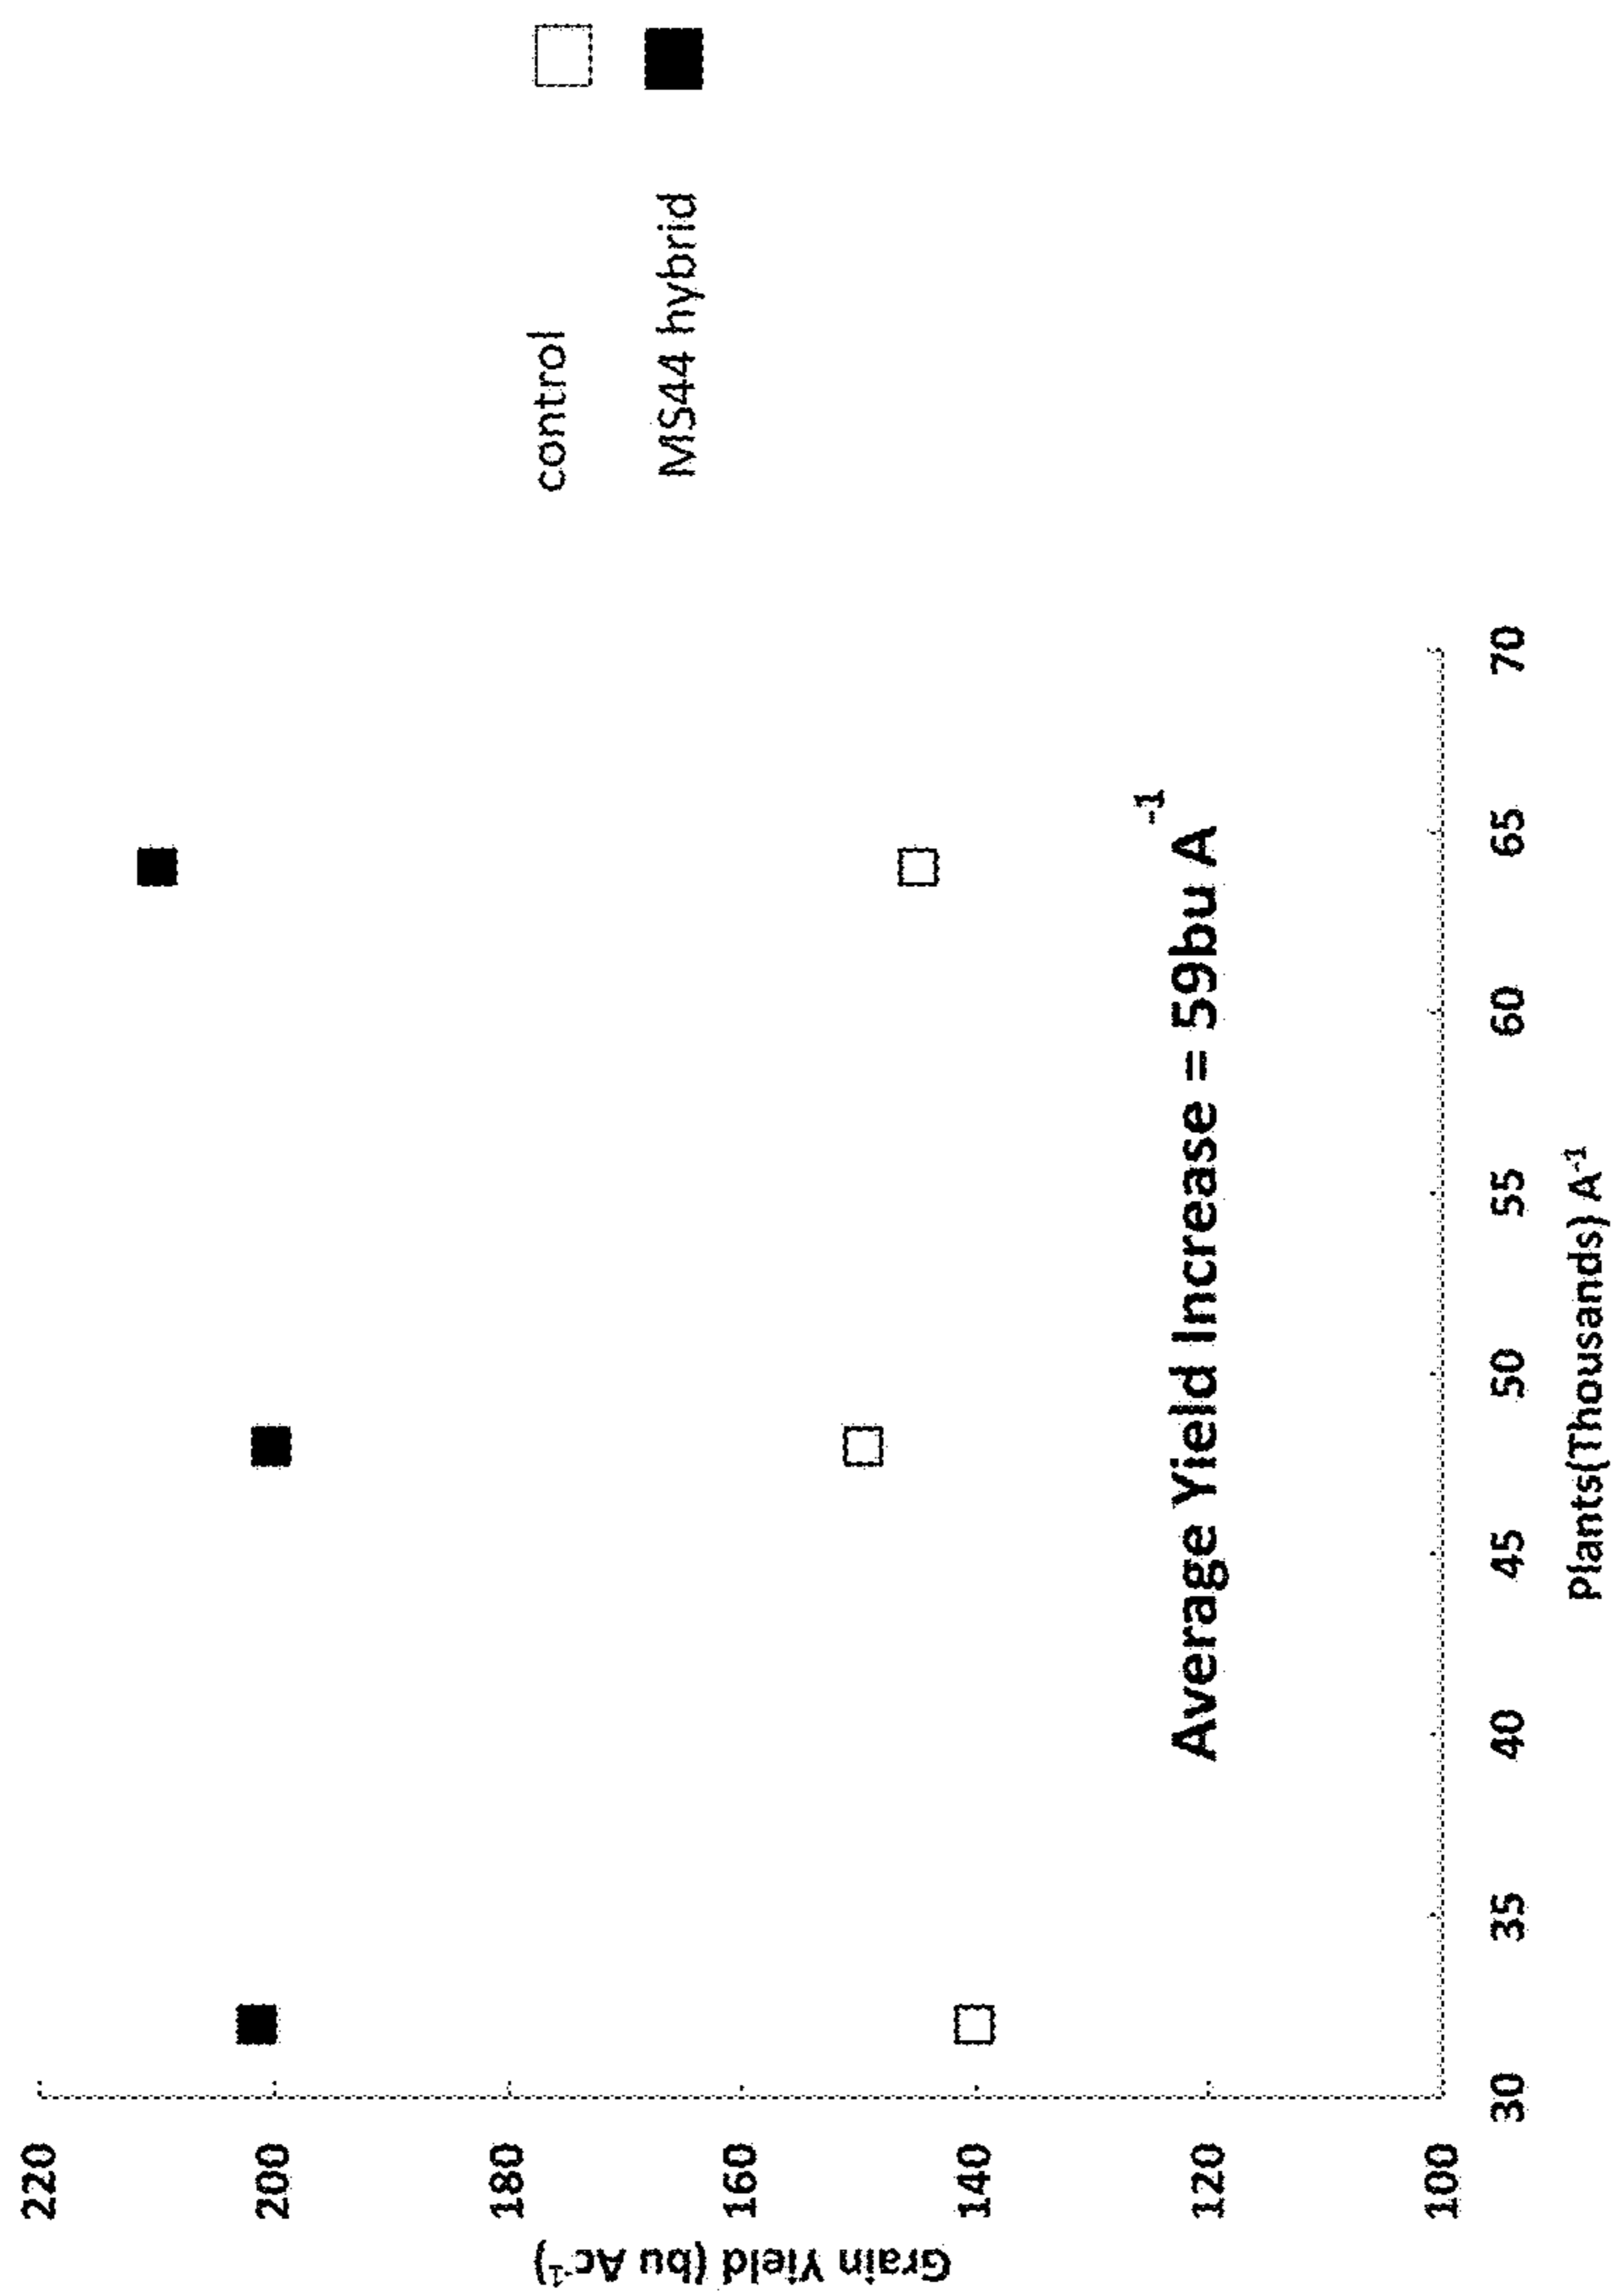 control
MS44 hybrid
Grain Yield (bu Ac⁻¹)
220
200
180
160
140
120
100
Average Yield Increase = 59bu A⁻¹
30 35 40 45 50 55 60 65 70
Plants(Thousands) A⁻¹